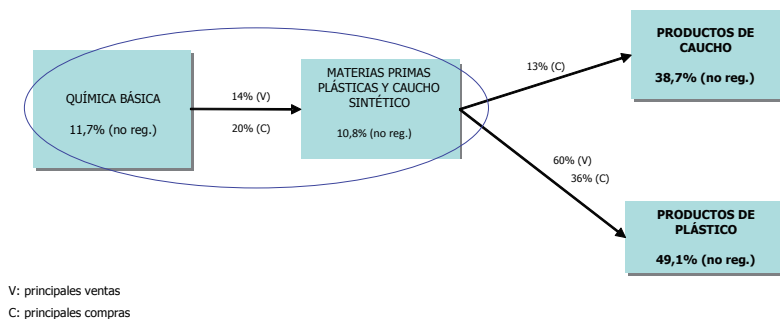 PRODUCTOS DE
CAUCHO
38,7% (no reg.)
13% (C)
MATERIAS PRIMAS
PLÁSTICAS Y CAUCHO
SINTÉTICO
10,8% (no reg.)
QUÍMICA BÁSICA
11,7% (no reg.)
14% (V)
20% (C)
60% (V)
36% (C)
PRODUCTOS DE
PLÁSTICO
49,1% (no reg.)
V: principales ventas
C: principales compras